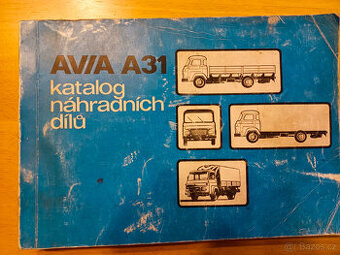 AVIA A31
katalog
náhradních
dílů